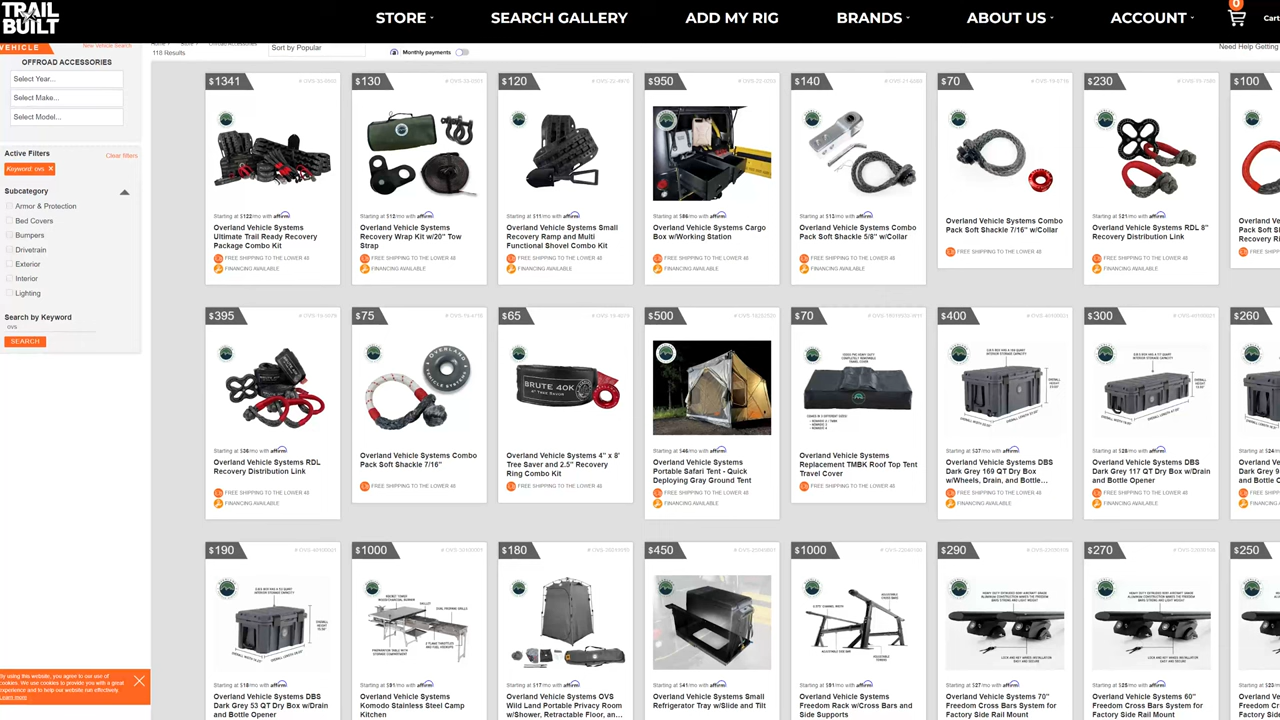 TRAIL BUILT
STORE
SEARCH GALLERY
ADD MY RIG
BRANDS
ABOUT US
ACCOUNT
0
Cart
VEHICLE
New Vehicle Search
118 Results
Sort by Popular
Monthly payments
Need Help Getting
OFFROAD ACCESSORIES
Select Year...
Select Make...
Select Model...
Active Filters
Clear filters
Keyword: ovs ×
Subcategory
Armor & Protection
Bed Covers
Bumpers
Drivetrain
Exterior
Interior
Lighting
Search by Keyword
ovs
SEARCH
By using this website, you agree to our use of
cookies. We use cookies to provide you with a great
experience and to help our website run effectively.
Learn more
$1341
Starting at $122/mo with affirm
Overland Vehicle Systems
Ultimate Trail Ready Recovery
Package Combo Kit
FREE SHIPPING TO THE LOWER 48
FINANCING AVAILABLE
$130
Starting at $12/mo with affirm
Overland Vehicle Systems
Recovery Wrap Kit w/20" Tow
Strap
FREE SHIPPING TO THE LOWER 48
FINANCING AVAILABLE
$120
Starting at $11/mo with affirm
Overland Vehicle Systems Small
Recovery Ramp and Multi
Functional Shovel Combo Kit
FREE SHIPPING TO THE LOWER 48
FINANCING AVAILABLE
$950
Starting at $86/mo with affirm
Overland Vehicle Systems Cargo
Box w/Working Station
FREE SHIPPING TO THE LOWER 48
FINANCING AVAILABLE
$140
Starting at $13/mo with affirm
Overland Vehicle Systems Combo
Pack Soft Shackle 5/8" w/Collar
FREE SHIPPING TO THE LOWER 48
FINANCING AVAILABLE
$70
Overland Vehicle Systems Combo
Pack Soft Shackle 7/16" w/Collar
FREE SHIPPING TO THE LOWER 48
$230
Starting at $21/mo with affirm
Overland Vehicle Systems RDL 8"
Recovery Distribution Link
FREE SHIPPING TO THE LOWER 48
FINANCING AVAILABLE
$100
$395
Starting at $36/mo with affirm
Overland Vehicle Systems RDL
Recovery Distribution Link
FREE SHIPPING TO THE LOWER 48
FINANCING AVAILABLE
$75
Overland Vehicle Systems Combo
Pack Soft Shackle 7/16"
FREE SHIPPING TO THE LOWER 48
$65
BRUTE 40K
Overland Vehicle Systems 4" x 8'
Tree Saver and 2.5" Recovery
Ring Combo Kit
FREE SHIPPING TO THE LOWER 48
$500
Starting at $46/mo with affirm
Overland Vehicle Systems
Portable Safari Tent - Quick
Deploying Gray Ground Tent
FREE SHIPPING TO THE LOWER 48
FINANCING AVAILABLE
$70
Overland Vehicle Systems
Replacement TMBK Roof Top Tent
Travel Cover
FREE SHIPPING TO THE LOWER 48
$400
Starting at $37/mo with affirm
Overland Vehicle Systems DBS
Dark Grey 169 QT Dry Box
w/Wheels, Drain, and Bottle...
FREE SHIPPING TO THE LOWER 48
FINANCING AVAILABLE
$300
Starting at $28/mo with affirm
Overland Vehicle Systems DBS
Dark Grey 117 QT Dry Box w/Drain
and Bottle Opener
FREE SHIPPING TO THE LOWER 48
FINANCING AVAILABLE
$260
$190
Starting at $18/mo with affirm
Overland Vehicle Systems DBS
Dark Grey 53 QT Dry Box w/Drain
and Bottle Opener
$1000
Starting at $91/mo with affirm
Overland Vehicle Systems
Komodo Stainless Steel Camp
Kitchen
$180
Starting at $17/mo with affirm
Overland Vehicle Systems OVS
Wild Land Portable Privacy Room
w/Shower, Retractable Floor, an...
$450
Starting at $41/mo with affirm
Overland Vehicle Systems Small
Refrigerator Tray w/Slide and Tilt
$1000
Starting at $91/mo with affirm
Overland Vehicle Systems
Freedom Rack w/Cross Bars and
Side Supports
$290
Starting at $27/mo with affirm
Overland Vehicle Systems 70"
Freedom Cross Bars System for
Factory Side Rail Mount
$270
Starting at $25/mo with affirm
Overland Vehicle Systems 60"
Freedom Cross Bars System for
Factory Side Rail Mount
$250